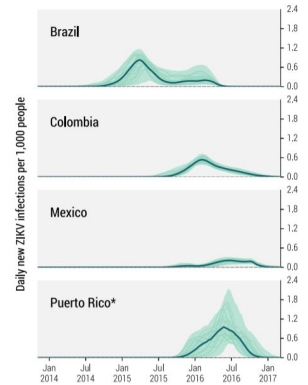 Daily new ZIKV infections per 1,000 people
Brazil
2.4
1.8
1.2
0.6
0.0
Colombia
2.4
1.8
1.2
0.6
0.0
Mexico
2.4
1.8
1.2
0.6
0.0
Puerto Rico*
2.4
1.8
1.2
0.6
0.0
Jan Jul Jan Jul Jan Jul Jan
2014 2014 2015 2015 2016 2016 2017